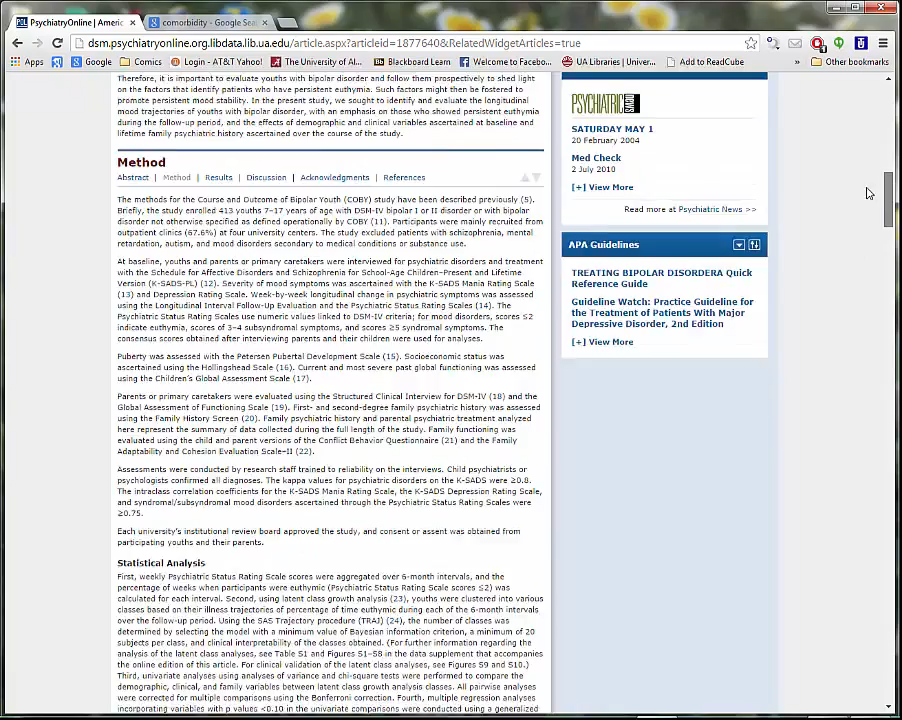 PsychiatryOnline | Americ
comorbidity - Google Sea
dsm.psychiatryonline.org.libdata.lib.ua.edu/article.aspx?articleid=1877640&RelatedWidgetArticles=true
Apps
Google
Comics
Login - AT&T Yahoo!
The University of Al...
Blackboard Learn
Welcome to Facebo...
UA Libraries | Univer...
Add to ReadCube
»
Other bookmarks
Therefore, it is important to evaluate youths with bipolar disorder and follow them prospectively to shed light
on the factors that identify patients who have persistent euthymia. Such factors might then be fostered to
promote persistent mood stability. In the present study, we sought to identify and evaluate the longitudinal
mood trajectories of youths with bipolar disorder, with an emphasis on those who showed persistent euthymia
during the follow-up period, and the effects of demographic and clinical variables ascertained at baseline and
lifetime family psychiatric history ascertained over the course of the study.
Method
Abstract | Method | Results | Discussion | Acknowledgments | References
The methods for the Course and Outcome of Bipolar Youth (COBY) study have been described previously (5).
Briefly, the study enrolled 413 youths 7–17 years of age with DSM-IV bipolar I or II disorder or with bipolar
disorder not otherwise specified as defined operationally by COBY (11). Participants were mainly recruited from
outpatient clinics (67.6%) at four university centers. The study excluded patients with schizophrenia, mental
retardation, autism, and mood disorders secondary to medical conditions or substance use.
At baseline, youths and parents or primary caretakers were interviewed for psychiatric disorders and treatment
with the Schedule for Affective Disorders and Schizophrenia for School-Age Children–Present and Lifetime
Version (K-SADS-PL) (12). Severity of mood symptoms was ascertained with the K-SADS Mania Rating Scale
(13) and Depression Rating Scale. Week-by-week longitudinal change in psychiatric symptoms was assessed
using the Longitudinal Interval Follow-Up Evaluation and the Psychiatric Status Rating Scales (14). The
Psychiatric Status Rating Scales use numeric values linked to DSM-IV criteria; for mood disorders, scores ≤2
indicate euthymia, scores of 3–4 subsyndromal symptoms, and scores ≥5 syndromal symptoms. The
consensus scores obtained after interviewing parents and their children were used for analyses.
Puberty was assessed with the Petersen Pubertal Development Scale (15). Socioeconomic status was
ascertained using the Hollingshead Scale (16). Current and most severe past global functioning was assessed
using the Children's Global Assessment Scale (17).
Parents or primary caretakers were evaluated using the Structured Clinical Interview for DSM-IV (18) and the
Global Assessment of Functioning Scale (19). First- and second-degree family psychiatric history was assessed
using the Family History Screen (20). Family psychiatric history and parental psychiatric treatment analyzed
here represent the summary of data collected during the full length of the study. Family functioning was
evaluated using the child and parent versions of the Conflict Behavior Questionnaire (21) and the Family
Adaptability and Cohesion Evaluation Scale–II (22).
Assessments were conducted by research staff trained to reliability on the interviews. Child psychiatrists or
psychologists confirmed all diagnoses. The kappa values for psychiatric disorders on the K-SADS were ≥0.8.
The intraclass correlation coefficients for the K-SADS Mania Rating Scale, the K-SADS Depression Rating Scale,
and syndromal/subsyndromal mood disorders ascertained through the Psychiatric Status Rating Scales were
≥0.75.
Each university's institutional review board approved the study, and consent or assent was obtained from
participating youths and their parents.
Statistical Analysis
First, weekly Psychiatric Status Rating Scale scores were aggregated over 6-month intervals, and the
percentage of weeks when participants were euthymic (Psychiatric Status Rating Scale scores ≤2) was
calculated for each interval. Second, using latent class growth analysis (23), youths were clustered into various
classes based on their illness trajectories of percentage of time euthymic during each of the 6-month intervals
over the follow-up period. Using the SAS Trajectory procedure (TRAJ) (24), the number of classes was
determined by selecting the model with a minimum value of Bayesian information criterion, a minimum of 20
subjects per class, and clinical interpretability of the classes obtained. (For further information regarding the
analysis of the latent class analyses, see Table S1 and Figures S1–S8 in the data supplement that accompanies
the online edition of this article. For clinical validation of the latent class analyses, see Figures S9 and S10.)
Third, univariate analyses using analyses of variance and chi-square tests were performed to compare the
demographic, clinical, and family variables between latent class growth analysis classes. All pairwise analyses
were corrected for multiple comparisons using the Bonferroni correction. Fourth, multiple regression analyses
incorporating variables with p values <0.10 in the univariate comparisons were conducted using a generalized
PSYCHIATRIC NEWS
SATURDAY MAY 1
20 February 2004
Med Check
2 July 2010
[+] View More
Read more at Psychiatric News >>
APA Guidelines
TREATING BIPOLAR DISORDERA Quick
Reference Guide
Guideline Watch: Practice Guideline for
the Treatment of Patients With Major
Depressive Disorder, 2nd Edition
[+] View More